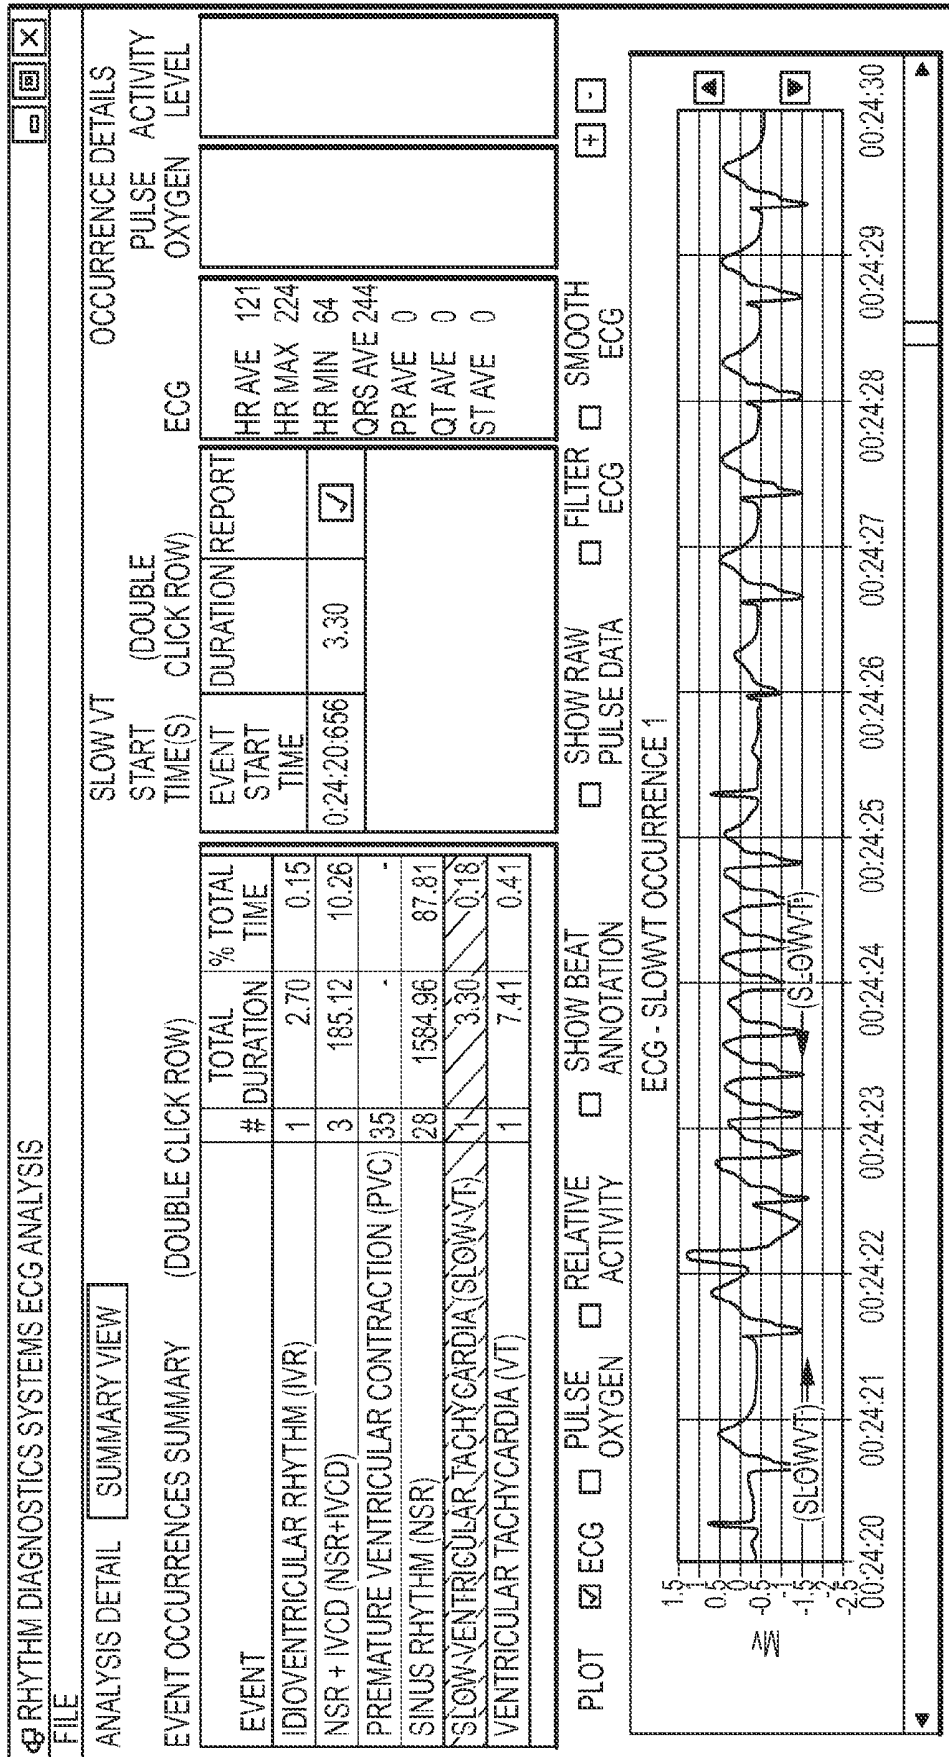 RHYTHM DIAGNOSTICS SYSTEMS ECG ANALYSIS
FILE
ANALYSIS DETAIL SUMMARY VIEW
EVENT OCCURRENCES SUMMARY (DOUBLE CLICK ROW)
EVENT # TOTAL DURATION % TOTAL TIME
IDIOVENTRICULAR RHYTHM (IVR) 1 2.70 0.15
NSR + IVCD (NSR+IVCD) 3 185.12 10.26
PREMATURE VENTRICULAR CONTRACTION (PVC) 35 - -
SINUS RHYTHM (NSR) 28 1584.96 87.81
SLOW VENTRICULAR TACHYCARDIA (SLOW VT) 1 3.30 0.18
VENTRICULAR TACHYCARDIA (VT) 1 7.41 0.41
SLOW VT
START (DOUBLE
TIME(S) CLICK ROW)
EVENT START TIME DURATION REPORT
0:24:20:656 3.30
OCCURRENCE DETAILS
ECG
HR AVE 121
HR MAX 224
HR MIN 64
QRS AVE 244
PR AVE 0
QT AVE 0
ST AVE 0
PULSE OXYGEN
ACTIVITY LEVEL
PLOT ECG PULSE OXYGEN RELATIVE ACTIVITY SHOW BEAT ANNOTATION SHOW RAW PULSE DATA FILTER ECG SMOOTH ECG + -
ECG - SLOWVT OCCURRENCE 1
Mv
1.5
1
0.5
0
-0.5
-1
-1.5
-2
-2.5
(SLOWVT)
(SLOWVT)
00:24:20 00:24:21 00:24:22 00:24:23 00:24:24 00:24:25 00:24:26 00:24:27 00:24:28 00:24:29 00:24:30